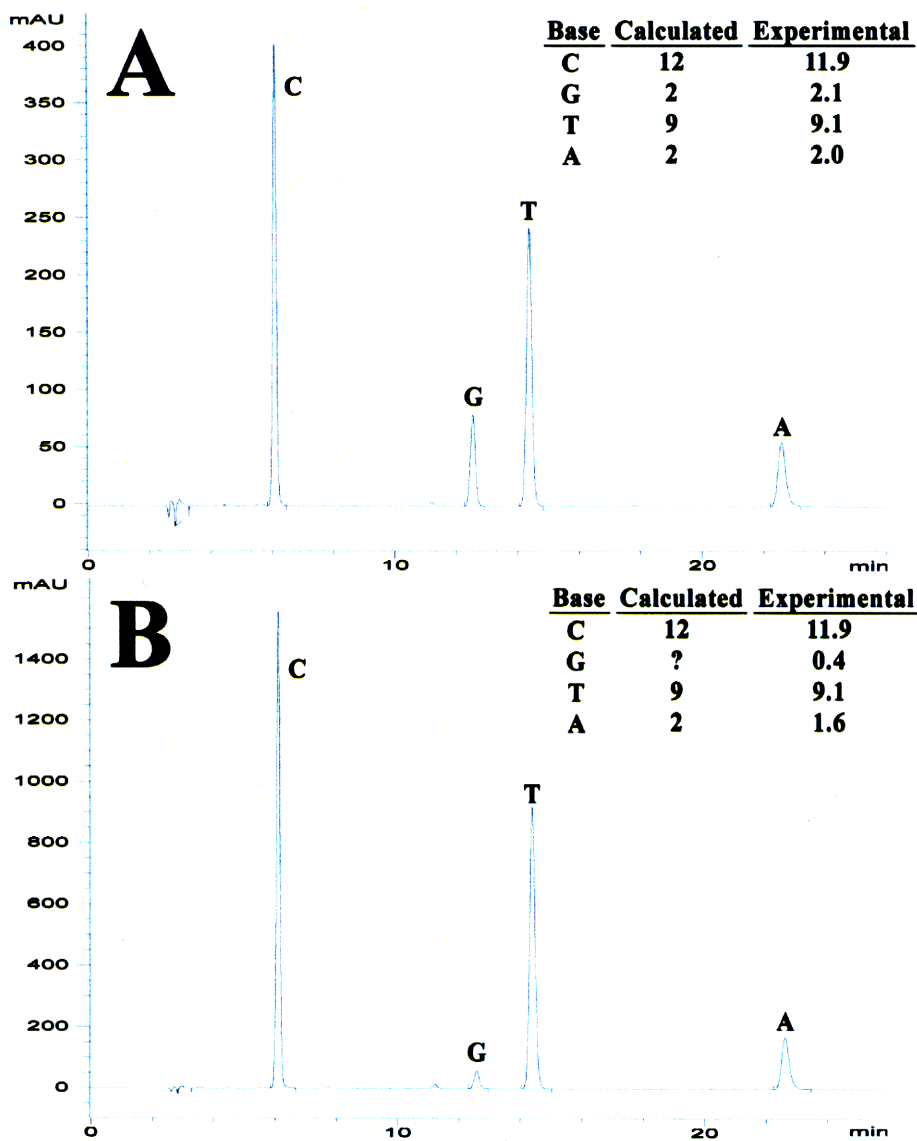 mAU
A
Base Calculated Experimental
C 12 11.9
G 2 2.1
T 9 9.1
A 2 2.0
400
350
300
250
200
150
100
50
0
C
G
T
A
0 10 20 min
mAU
B
Base Calculated Experimental
C 12 11.9
G ? 0.4
T 9 9.1
A 2 1.6
1400
1200
1000
800
600
400
200
0
C
G
T
A
0 10 20 min